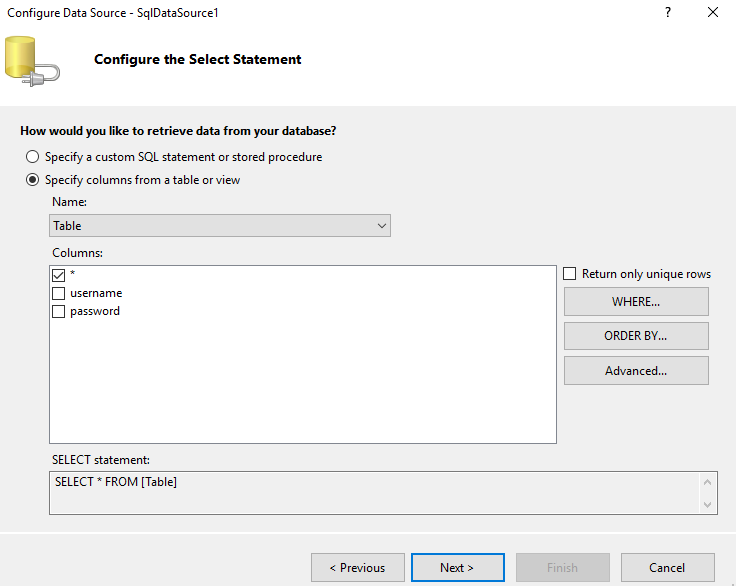 Configure Data Source - SqlDataSource1
?
Configure the Select Statement
How would you like to retrieve data from your database?
Specify a custom SQL statement or stored procedure
Specify columns from a table or view
Name:
Table
Columns:
*
username
password
Return only unique rows
WHERE...
ORDER BY...
Advanced...
SELECT statement:
SELECT * FROM [Table]
< Previous
Next >
Finish
Cancel